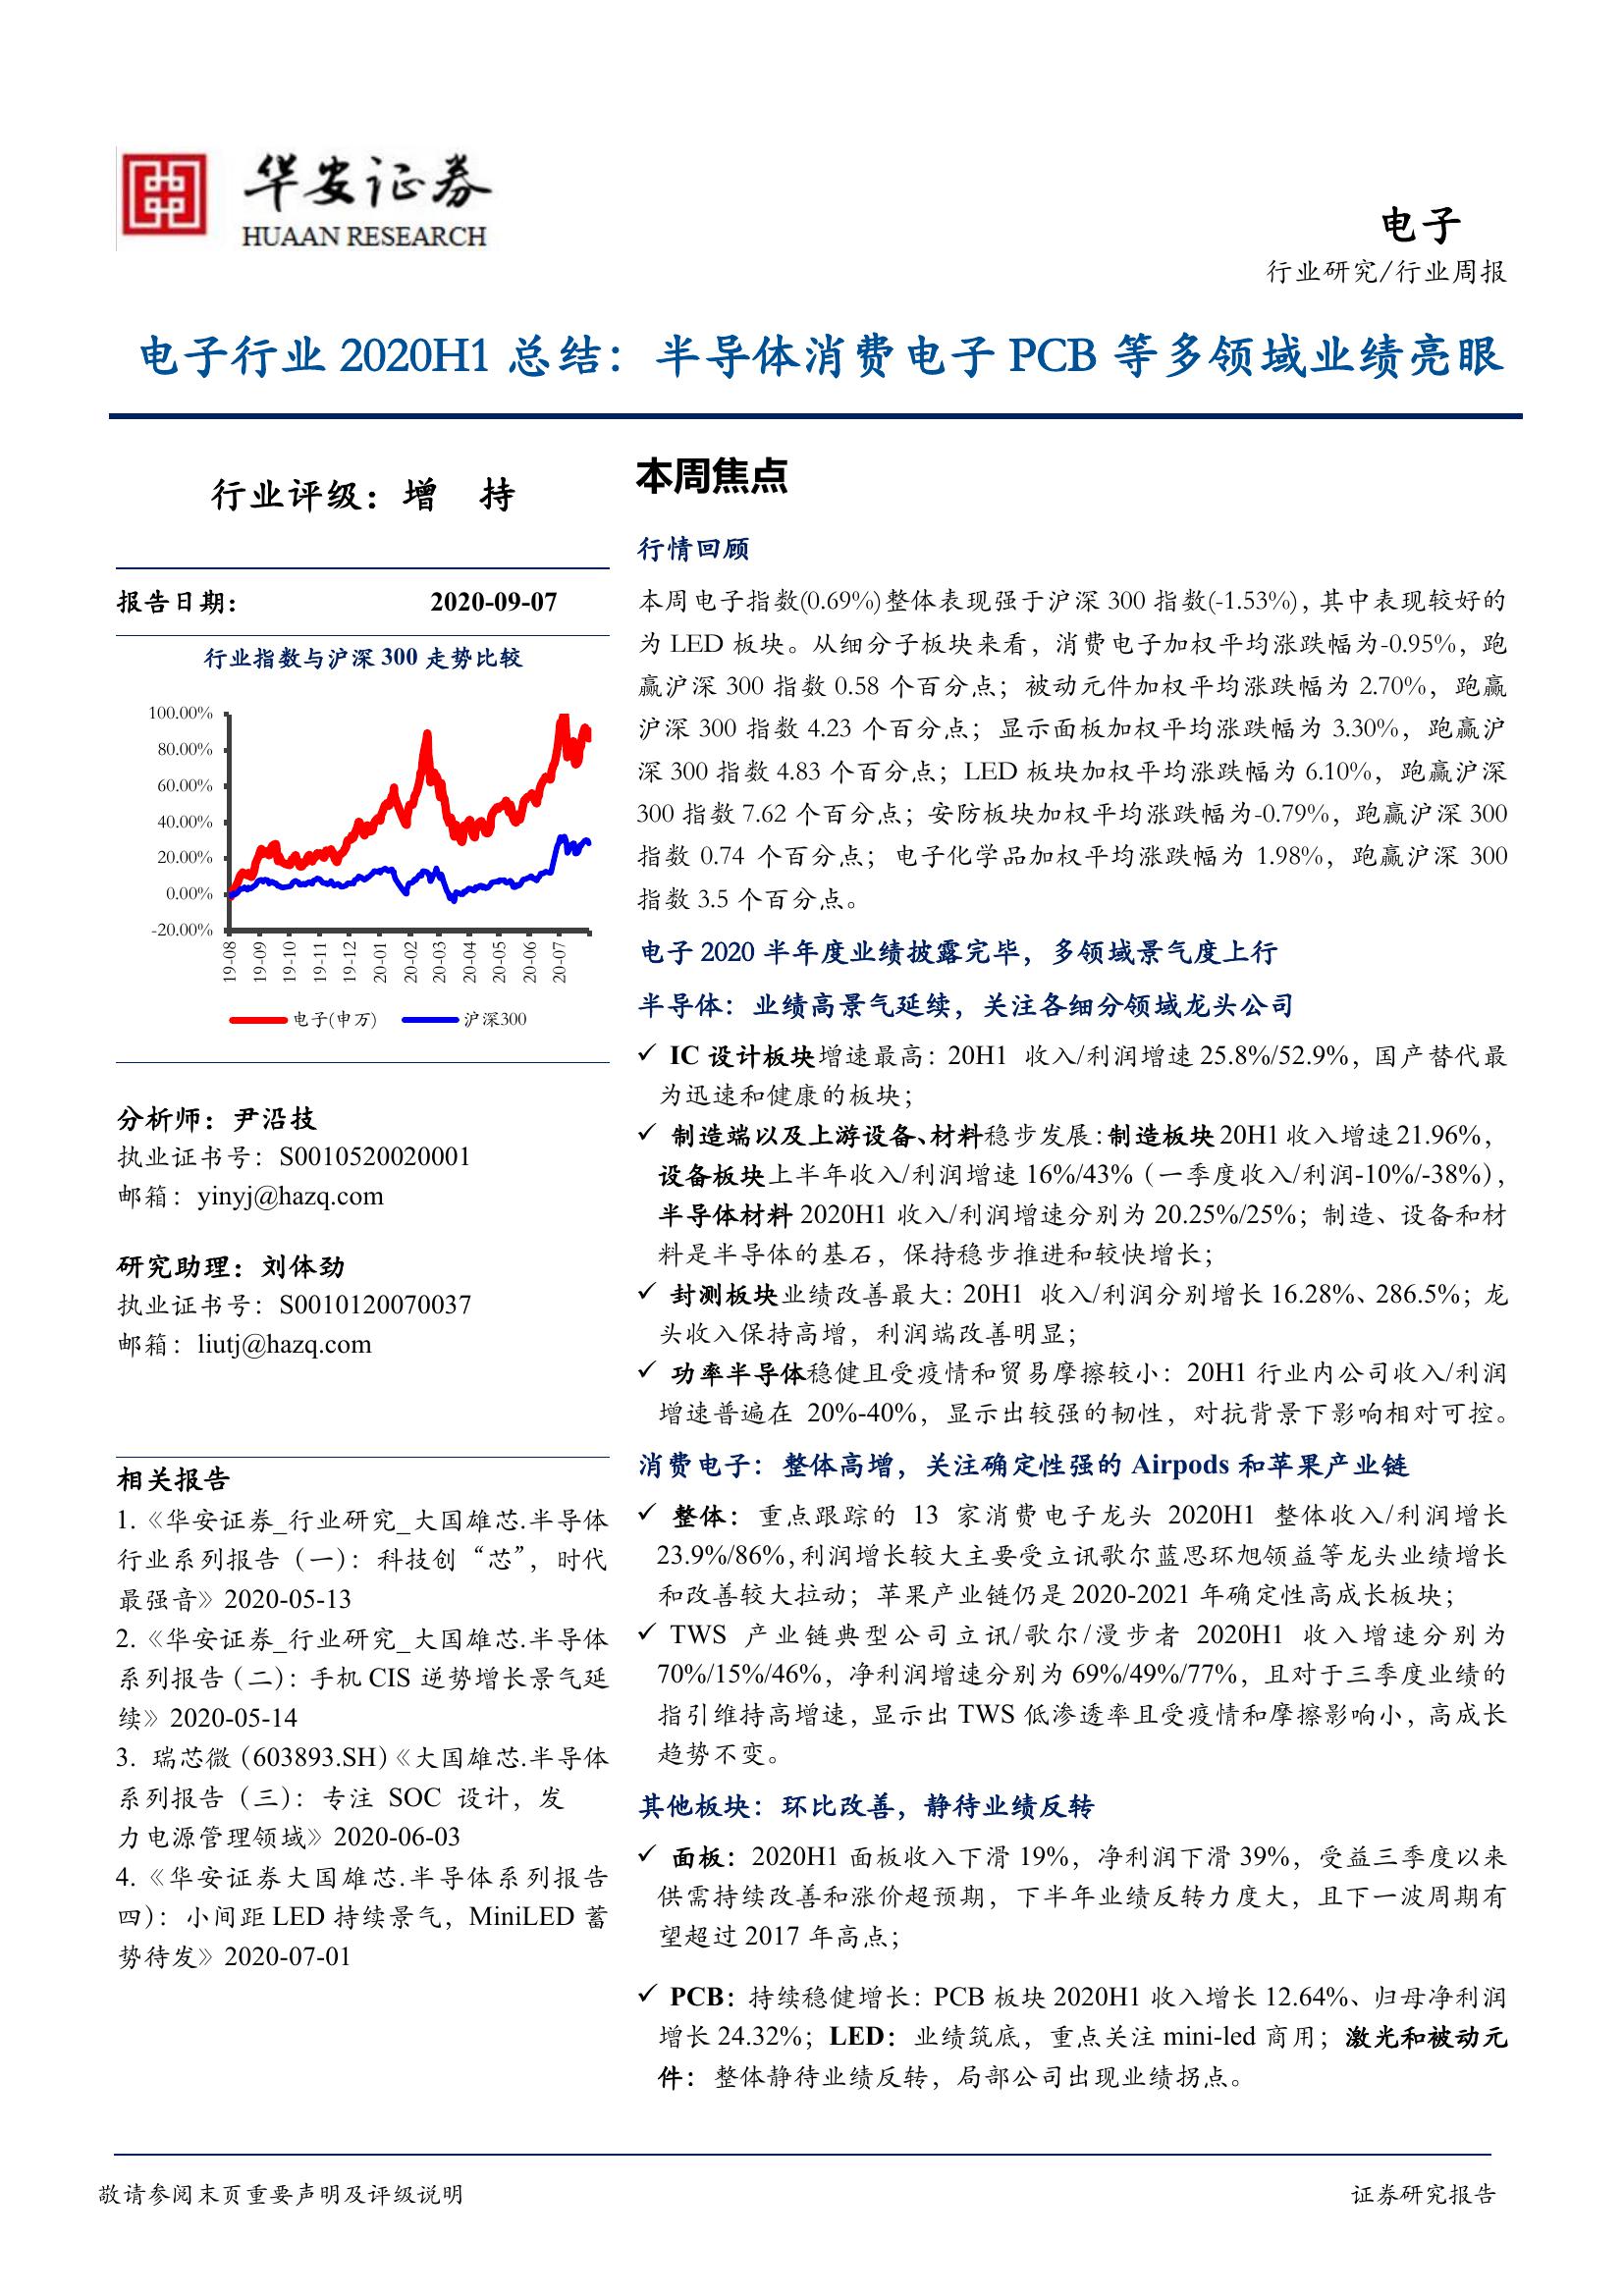 华安证券
HUAAN RESEARCH
电子
行业研究/行业周报
电子行业 2020H1 总结：半导体消费电子 PCB 等多领域业绩亮眼
行业评级：增 持
报告日期： 2020-09-07
行业指数与沪深 300 走势比较
100.00%
80.00%
60.00%
40.00%
20.00%
0.00%
-20.00%
19-08
19-09
19-10
19-11
19-12
20-01
20-02
20-03
20-04
20-05
20-06
20-07
电子(申万) 沪深300
分析师：尹沿技
执业证书号：S0010520020001
邮箱：yinyj@hazq.com
研究助理：刘体劲
执业证书号：S0010120070037
邮箱：liutj@hazq.com
相关报告
1.《华安证券_行业研究_大国雄芯.半导体
行业系列报告（一）：科技创“芯”，时代
最强音》2020-05-13
2.《华安证券_行业研究_大国雄芯.半导体
系列报告（二）：手机 CIS 逆势增长景气延
续》2020-05-14
3. 瑞芯微（603893.SH）《大国雄芯.半导体
系列报告（三）：专注 SOC 设计，发
力电源管理领域》2020-06-03
4.《华安证券大国雄芯.半导体系列报告
四）：小间距 LED 持续景气，MiniLED 蓄
势待发》2020-07-01
本周焦点
行情回顾
本周电子指数(0.69%)整体表现强于沪深 300 指数(-1.53%)，其中表现较好的
为 LED 板块。从细分子板块来看，消费电子加权平均涨跌幅为-0.95%，跑
赢沪深 300 指数 0.58 个百分点；被动元件加权平均涨跌幅为 2.70%，跑赢
沪深 300 指数 4.23 个百分点；显示面板加权平均涨跌幅为 3.30%，跑赢沪
深 300 指数 4.83 个百分点；LED 板块加权平均涨跌幅为 6.10%，跑赢沪深
300 指数 7.62 个百分点；安防板块加权平均涨跌幅为-0.79%，跑赢沪深 300
指数 0.74 个百分点；电子化学品加权平均涨跌幅为 1.98%，跑赢沪深 300
指数 3.5 个百分点。
电子 2020 半年度业绩披露完毕，多领域景气度上行
半导体：业绩高景气延续，关注各细分领域龙头公司
✓ IC 设计板块增速最高：20H1 收入/利润增速 25.8%/52.9%，国产替代最
为迅速和健康的板块；
✓ 制造端以及上游设备、材料稳步发展：制造板块 20H1 收入增速 21.96%，
设备板块上半年收入/利润增速 16%/43%（一季度收入/利润-10%/-38%），
半导体材料 2020H1 收入/利润增速分别为 20.25%/25%；制造、设备和材
料是半导体的基石，保持稳步推进和较快增长；
✓ 封测板块业绩改善最大：20H1 收入/利润分别增长 16.28%、286.5%；龙
头收入保持高增，利润端改善明显；
✓ 功率半导体稳健且受疫情和贸易摩擦较小：20H1 行业内公司收入/利润
增速普遍在 20%-40%，显示出较强的韧性，对抗背景下影响相对可控。
消费电子：整体高增，关注确定性强的 Airpods 和苹果产业链
✓ 整体：重点跟踪的 13 家消费电子龙头 2020H1 整体收入/利润增长
23.9%/86%，利润增长较大主要受立讯歌尔蓝思环旭领益等龙头业绩增长
和改善较大拉动；苹果产业链仍是 2020-2021 年确定性高成长板块；
✓ TWS 产业链典型公司立讯/歌尔/漫步者 2020H1 收入增速分别为
70%/15%/46%，净利润增速分别为 69%/49%/77%，且对于三季度业绩的
指引维持高增速，显示出 TWS 低渗透率且受疫情和摩擦影响小，高成长
趋势不变。
其他板块：环比改善，静待业绩反转
✓ 面板：2020H1 面板收入下滑 19%，净利润下滑 39%，受益三季度以来
供需持续改善和涨价超预期，下半年业绩反转力度大，且下一波周期有
望超过 2017 年高点；
✓ PCB：持续稳健增长：PCB 板块 2020H1 收入增长 12.64%、归母净利润
增长 24.32%；LED：业绩筑底，重点关注 mini-led 商用；激光和被动元
件：整体静待业绩反转，局部公司出现业绩拐点。
敬请参阅末页重要声明及评级说明
证券研究报告